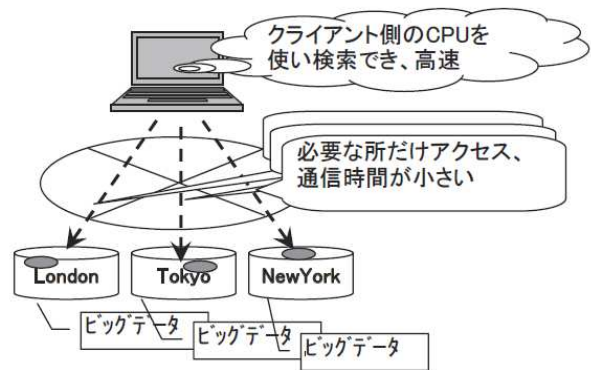 クライアント側のCPUを
使い検索でき、高速
必要な所だけアクセス、
通信時間が小さい
London
Tokyo
NewYork
ﾋﾞｯｸﾞﾃﾞｰﾀ
ﾋﾞｯｸﾞﾃﾞｰﾀ
ﾋﾞｯｸﾞﾃﾞｰﾀ